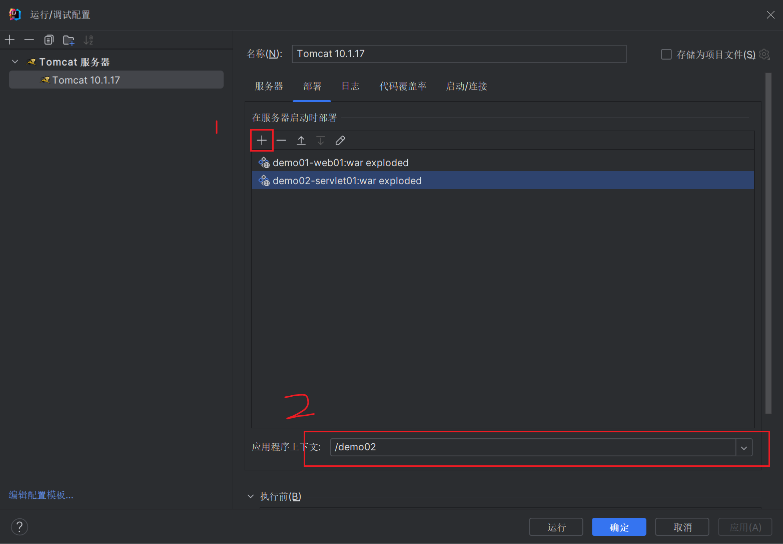 运行/调试配置
Tomcat 服务器
Tomcat 10.1.17
名称(N): Tomcat 10.1.17
存储为项目文件(S)
服务器 部署 日志 代码覆盖率 启动/连接
在服务器启动时部署
1
demo01-web01:war exploded
demo02-servlet01:war exploded
2
应用程序上下文: /demo02
编辑配置模板...
执行前(B)
? 运行 确定 取消 应用(A)